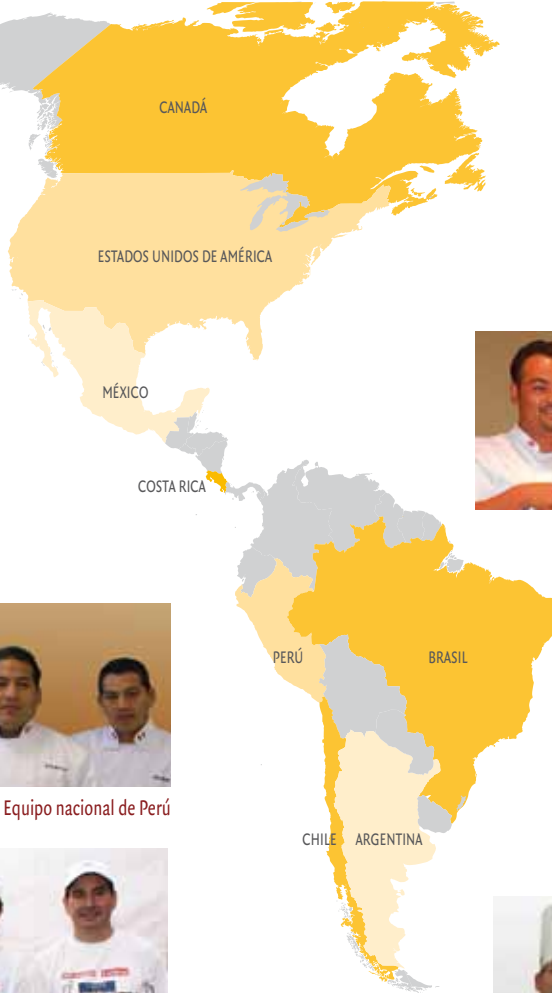 CANADÁ
ESTADOS UNIDOS DE AMÉRICA
MÉXICO
COSTA RICA
PERÚ
BRASIL
Equipo nacional de Perú
CHILE
ARGENTINA